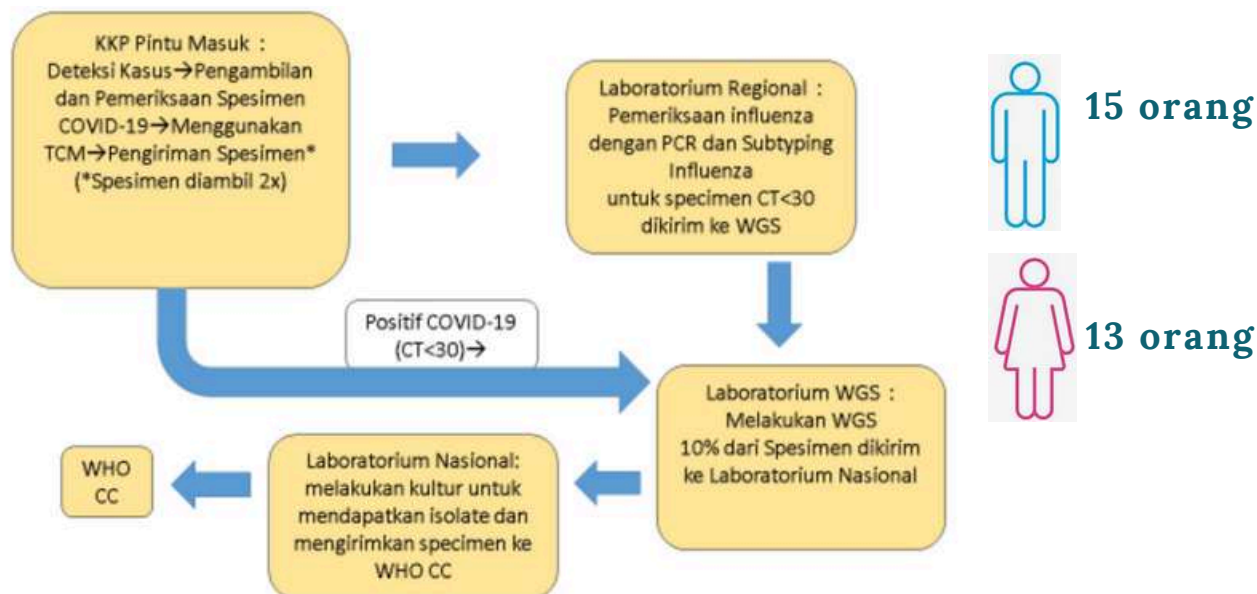 KKP Pintu Masuk :
Deteksi Kasus→Pengambilan
dan Pemeriksaan Spesimen
COVID-19→Menggunakan
TCM→Pengiriman Spesimen*
(*Spesimen diambil 2x)
Laboratorium Regional :
Pemeriksaan influenza
dengan PCR dan Subtyping
Influenza
untuk specimen CT<30
dikirim ke WGS
15 orang
13 orang
Positif COVID-19
(CT<30)→
Laboratorium WGS :
Melakukan WGS
10% dari Spesimen dikirim
ke Laboratorium Nasional
Laboratorium Nasional:
melakukan kultur untuk
mendapatkan isolate dan
mengirimkan specimen ke
WHO CC
WHO
CC